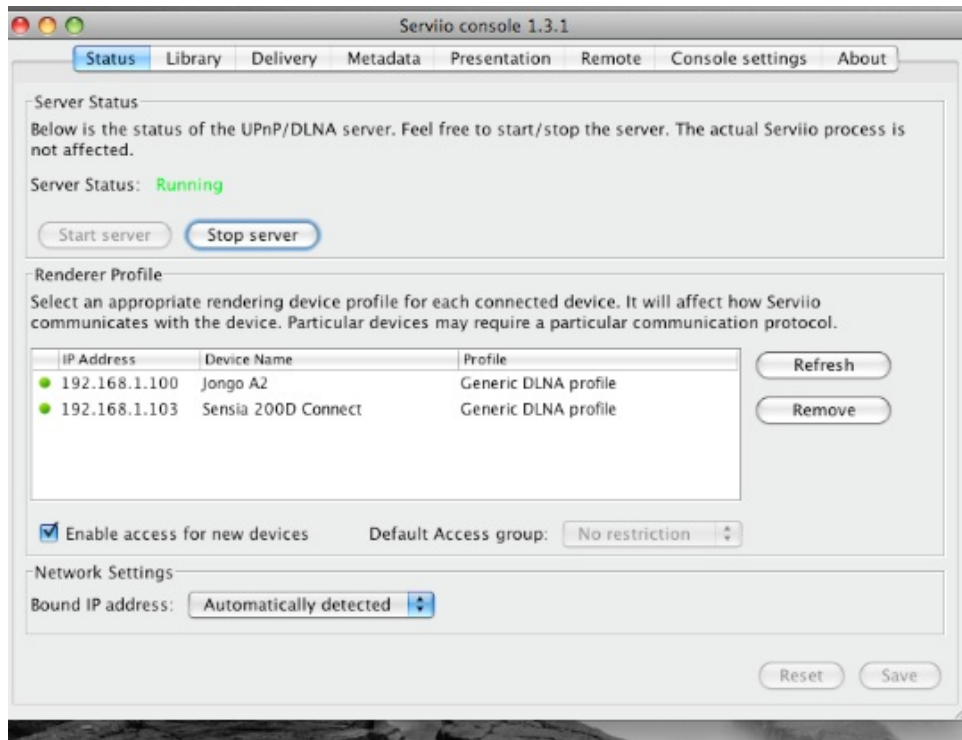 Serviio console 1.3.1
Status Library Delivery Metadata Presentation Remote Console settings About
Server Status
Below is the status of the UPnP/DLNA server. Feel free to start/stop the server. The actual Serviio process is
not affected.
Server Status: Running
Start server Stop server
Renderer Profile
Select an appropriate rendering device profile for each connected device. It will affect how Serviio
communicates with the device. Particular devices may require a particular communication protocol.
IP Address Device Name Profile
192.168.1.100 Jongo A2 Generic DLNA profile
192.168.1.103 Sensia 200D Connect Generic DLNA profile
Refresh
Remove
Enable access for new devices Default Access group: No restriction
Network Settings
Bound IP address: Automatically detected
Reset Save